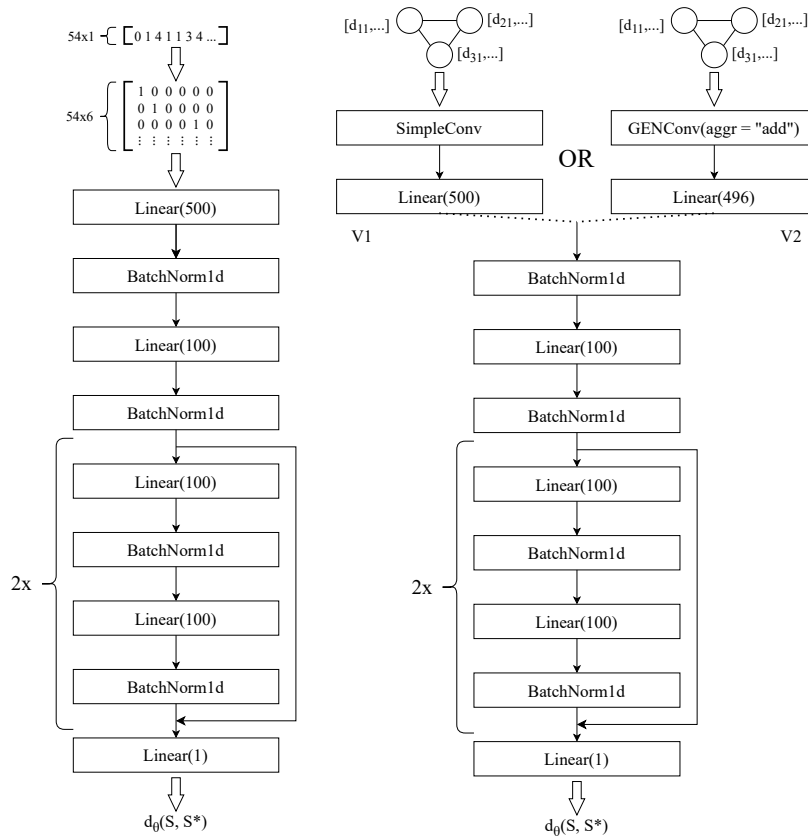 54x1 [ 0 1 4 1 1 3 4 ... ]
54x6
1 0 0 0 0 0
0 1 0 0 0 0
0 0 0 0 1 0
⋮ ⋮ ⋮ ⋮ ⋮ ⋮
Linear(500)
BatchNorm1d
Linear(100)
BatchNorm1d
2x
Linear(100)
BatchNorm1d
Linear(100)
BatchNorm1d
Linear(1)
d_θ(S, S*)
[d₁₁,...]
[d₂₁,...]
[d₃₁,...]
SimpleConv
Linear(500)
V1
OR
[d₁₁,...]
[d₂₁,...]
[d₃₁,...]
GENConv(aggr = "add")
Linear(496)
V2
BatchNorm1d
Linear(100)
BatchNorm1d
2x
Linear(100)
BatchNorm1d
Linear(100)
BatchNorm1d
Linear(1)
d_θ(S, S*)